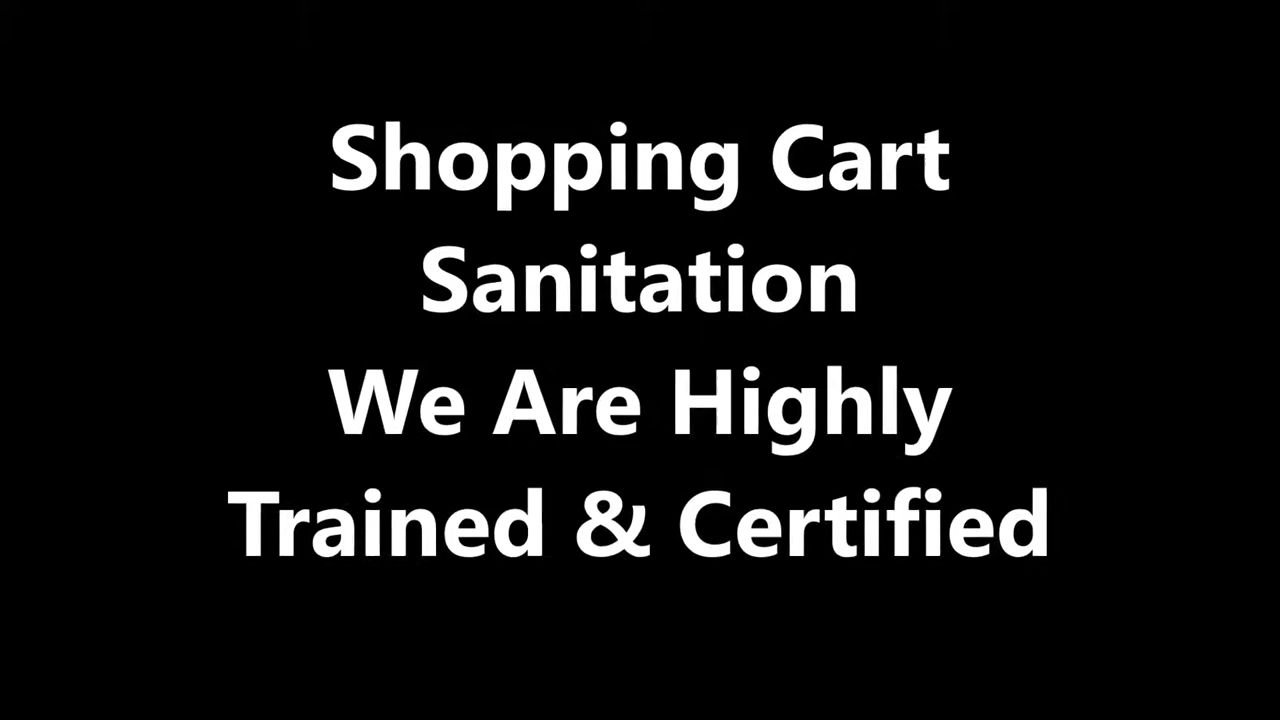 Shopping Cart
Sanitation
We Are Highly
Trained & Certified